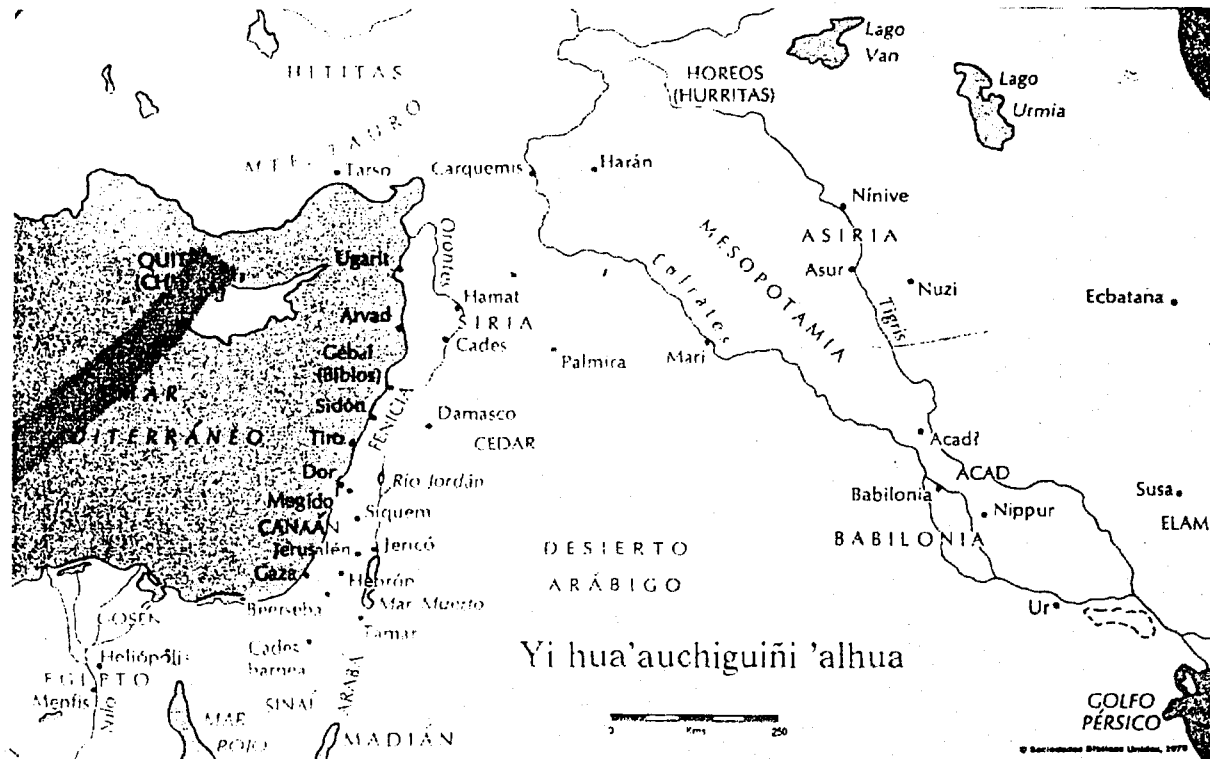 HITITAS
MTE. TAURO
Tarso
Carquemis
Harán
HOREOS
(HURRITAS)
Lago
Van
Lago
Urmia
Nínive
ASIRIA
MESOPOTAMIA
Asur
Nuzi
Ecbatana
Tigris
Mari
Ugarit
Orontes
Hamat
SIRIA
Arvad
Cades
Palmira
Gebal
(Biblos)
Sidón
FENICIA
Damasco
CEDAR
MAR
Tiro
Dor
Río Jordán
Megido
CANAÁN
Siquem
Jerusalén
Jericó
Gaza
Hebrón
Mar Muerto
Beerseba
Tamar
Cades
barnea
ARABA
GOSÉN
Heliópolis
EGIPTO
Menfis
Nilo
SINAÍ
MAR
ROJO
MADIÁN
DESIERTO
ARÁBIGO
Acad?
ACAD
Babilonia
Nippur
BABILONIA
Susa
ELAM
Ur
Yi hua'auchiguiñi 'alhua
0 Kms 250
GOLFO
PÉRSICO